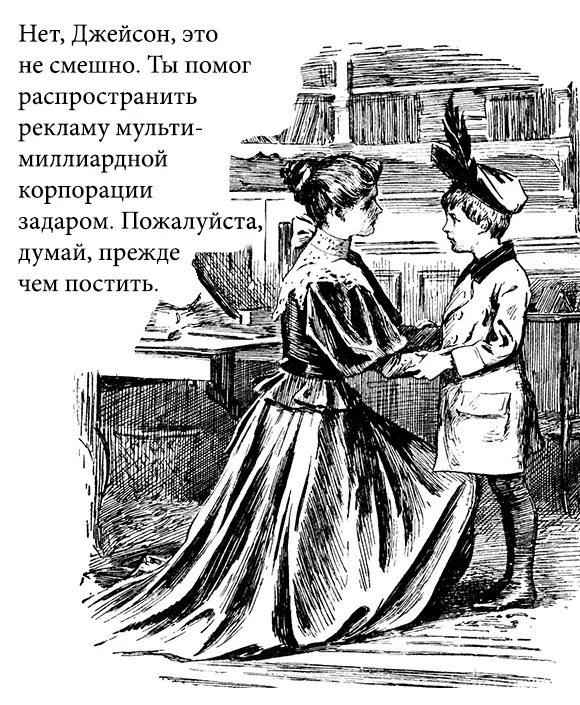 Нет, Джейсон, это
не смешно. Ты помог
распространить
рекламу мульти-
миллиардной
корпорации
задаром. Пожалуйста,
думай, прежде
чем постить.